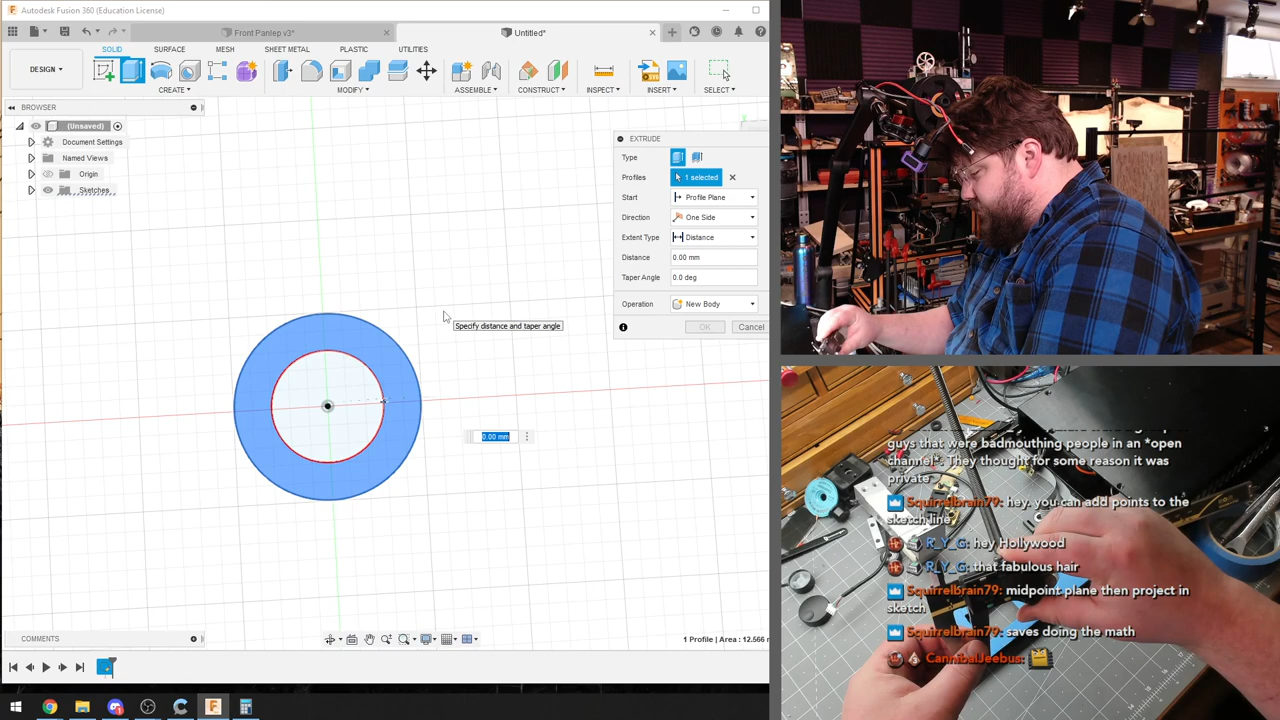 Autodesk Fusion 360 (Education License)
Front Panlep v3*
Untitled*
SOLID
SURFACE
MESH
SHEET METAL
PLASTIC
UTILITIES
DESIGN
CREATE
MODIFY
ASSEMBLE
CONSTRUCT
INSPECT
INSERT
SELECT
BROWSER
(Unsaved)
Document Settings
Named Views
Origin
Sketches
EXTRUDE
Type
Profiles
1 selected
Start
Profile Plane
Direction
One Side
Extent Type
Distance
Distance
0.00 mm
Taper Angle
0.0 deg
Operation
New Body
OK
Cancel
Specify distance and taper angle
0.00 mm
COMMENTS
1 Profile | Area : 12.566
guys that were badmouthing people in an *open
channel*. They thought for some reason it was
private
Squirrelbrain79: hey. you can add points to the
sketch line
R_Y_G: hey Hollywood
R_Y_G: that fabulous hair
Squirrelbrain79: midpoint plane then project in
sketch
Squirrelbrain79: saves doing the math
CannibalJeebus: